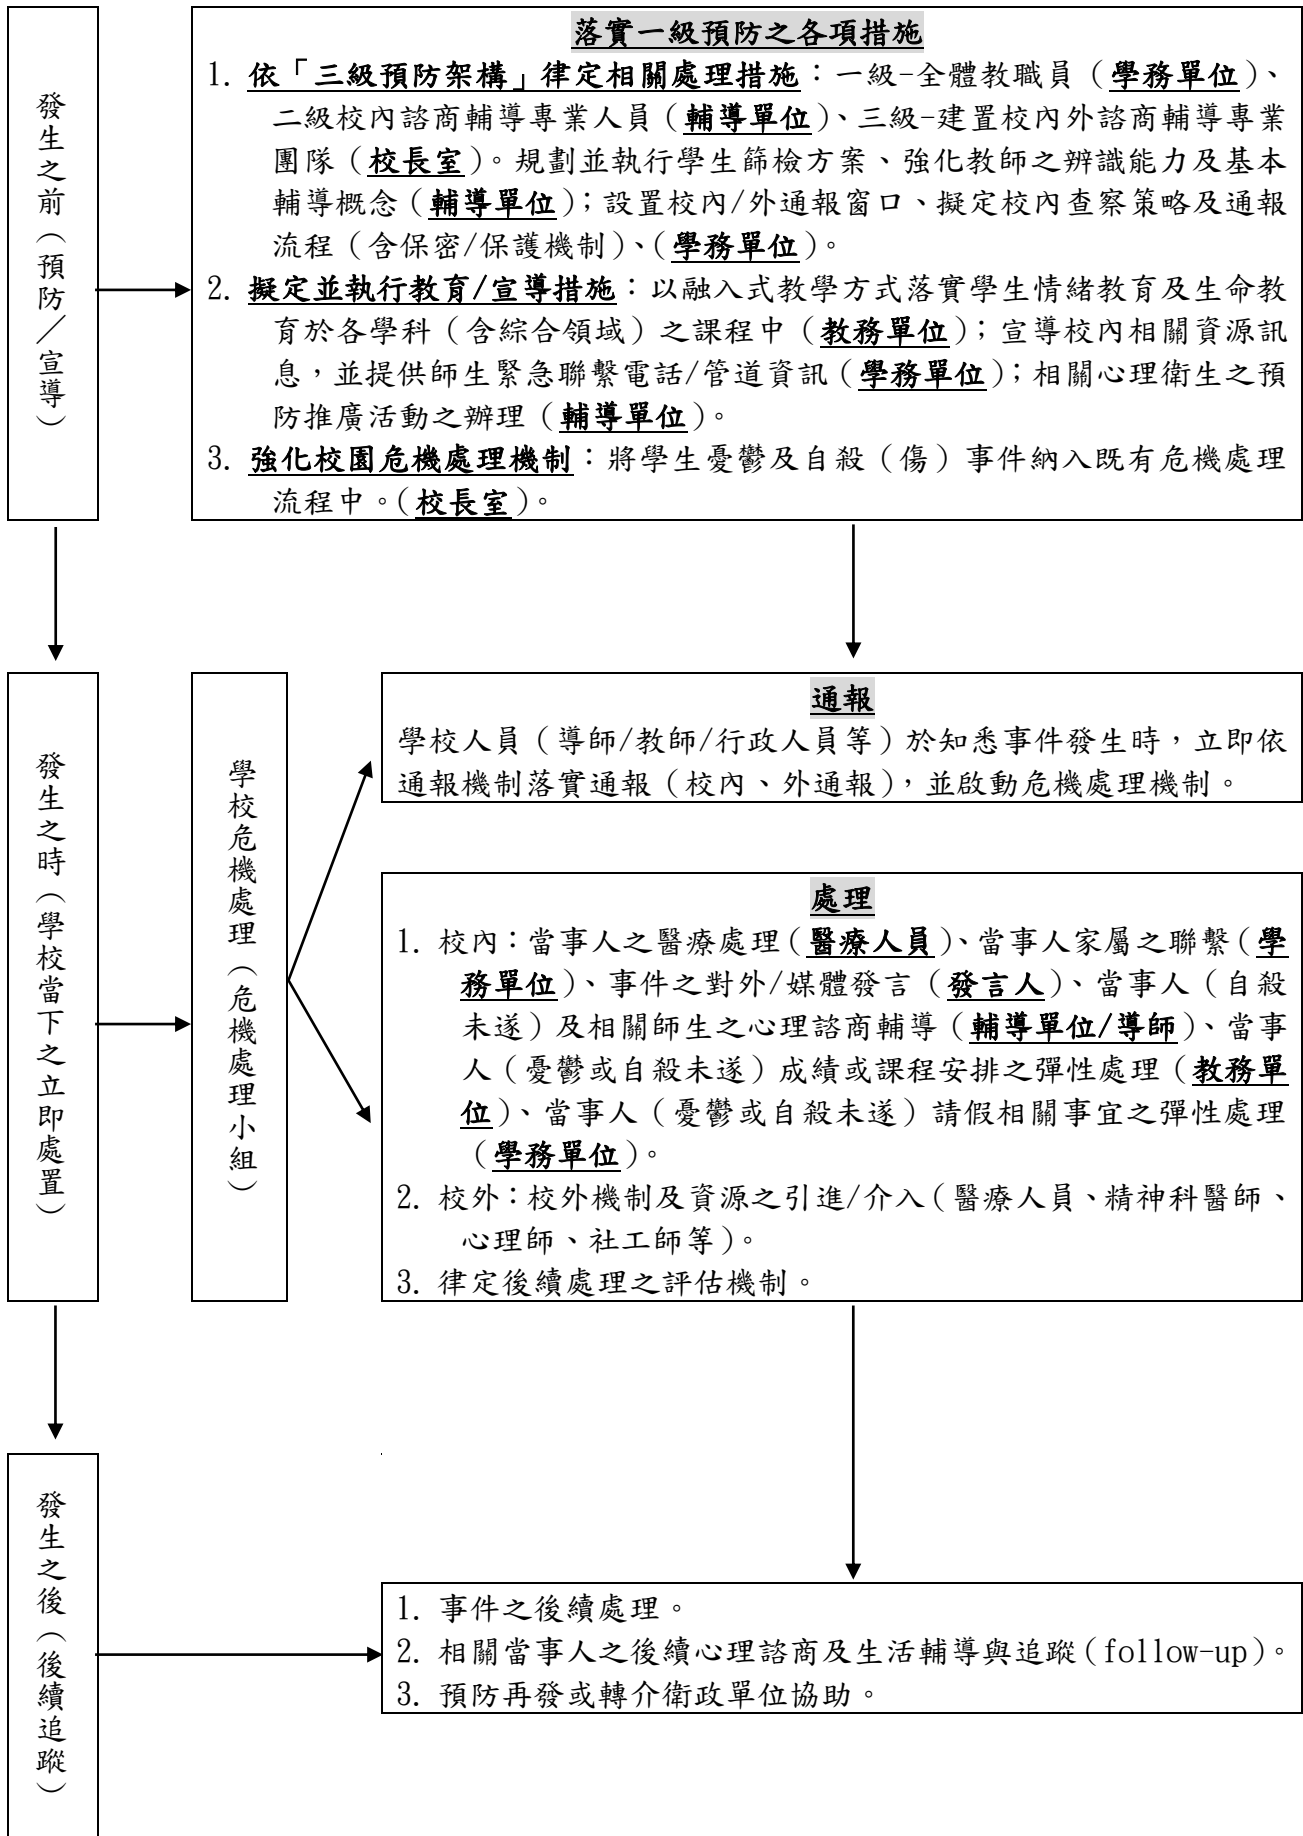 發生之前（預防／宣導）
落實一級預防之各項措施
1. 依「三級預防架構」律定相關處理措施：一級-全體教職員（學務單位）、
二級校內諮商輔導專業人員（輔導單位）、三級-建置校內外諮商輔導專業
團隊（校長室）。規劃並執行學生篩檢方案、強化教師之辨識能力及基本
輔導概念（輔導單位）；設置校內/外通報窗口、擬定校內查察策略及通報
流程（含保密/保護機制）、（學務單位）。
2. 擬定並執行教育/宣導措施：以融入式教學方式落實學生情緒教育及生命教
育於各學科（含綜合領域）之課程中（教務單位）；宣導校內相關資源訊
息，並提供師生緊急聯繫電話/管道資訊（學務單位）；相關心理衛生之預
防推廣活動之辦理（輔導單位）。
3. 強化校園危機處理機制：將學生憂鬱及自殺（傷）事件納入既有危機處理
流程中。（校長室）。
發生之時（學校當下之立即處置）
學校危機處理（危機處理小組）
通報
學校人員（導師/教師/行政人員等）於知悉事件發生時，立即依
通報機制落實通報（校內、外通報），並啟動危機處理機制。
處理
1. 校內：當事人之醫療處理（醫療人員）、當事人家屬之聯繫（學
務單位）、事件之對外/媒體發言（發言人）、當事人（自殺
未遂）及相關師生之心理諮商輔導（輔導單位/導師）、當事
人（憂鬱或自殺未遂）成績或課程安排之彈性處理（教務單
位）、當事人（憂鬱或自殺未遂）請假相關事宜之彈性處理
（學務單位）。
2. 校外：校外機制及資源之引進/介入（醫療人員、精神科醫師、
心理師、社工師等）。
3. 律定後續處理之評估機制。
發生之後（後續追蹤）
1. 事件之後續處理。
2. 相關當事人之後續心理諮商及生活輔導與追蹤（follow-up）。
3. 預防再發或轉介衛政單位協助。